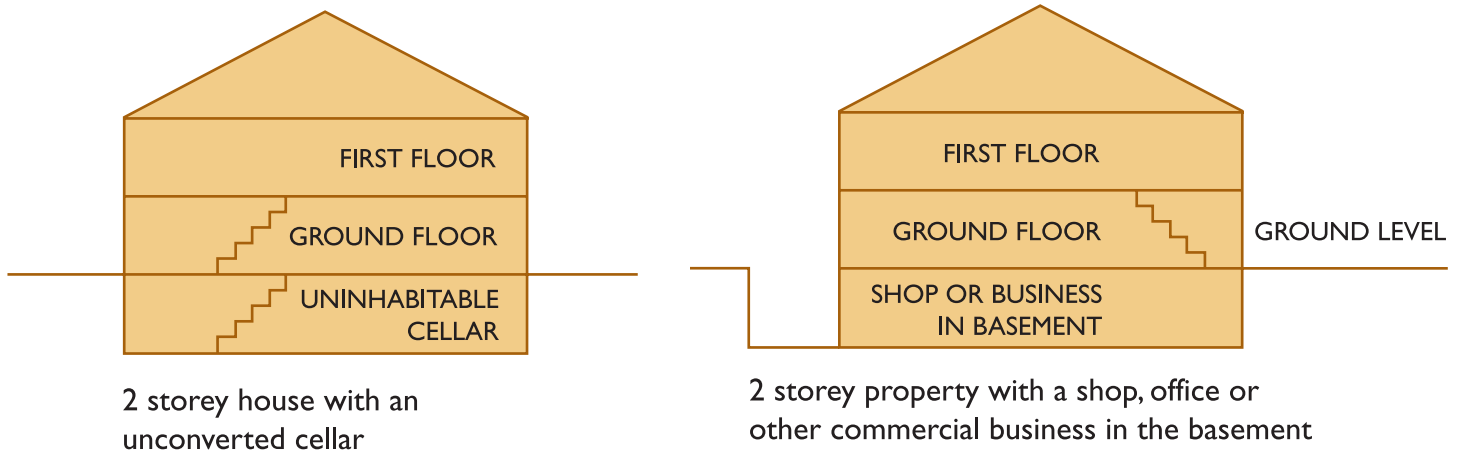 FIRST FLOOR
GROUND FLOOR
UNINHABITABLE
CELLAR
2 storey house with an
unconverted cellar
FIRST FLOOR
GROUND FLOOR
GROUND LEVEL
SHOP OR BUSINESS
IN BASEMENT
2 storey property with a shop, office or
other commercial business in the basement